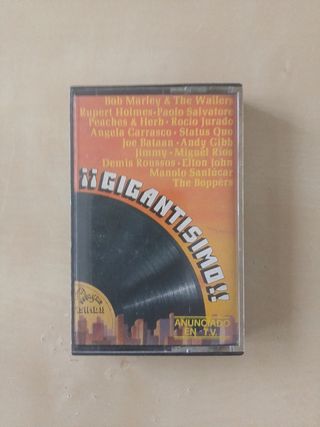 Bob Marley & The Wailers
Rupert Holmes·Paolo Salvatore
Peaches & Herb·Rocío Jurado
Angela Carrasco·Status Quo
Joe Bataan·Andy Gibb
Jimmy·Miguel Ríos
Demis Roussos·Elton John
Manolo Sanlúcar
The Boppers
¡¡GIGANTISIMO!!
ANUNCIADO
EN T.V.